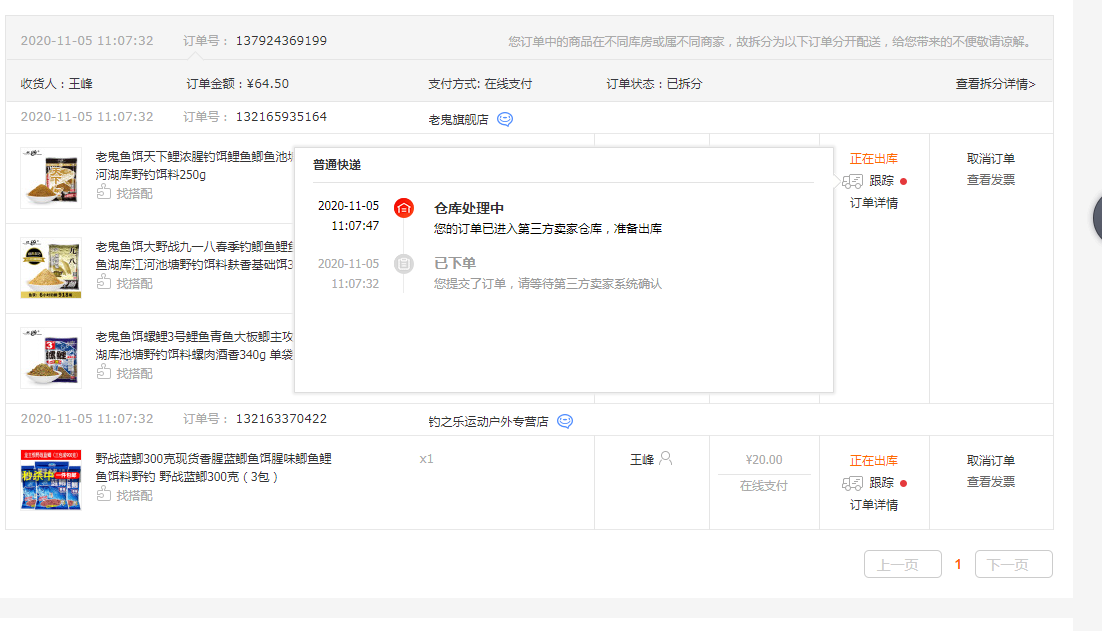 2020-11-05 11:07:32 订单号： 137924369199 您订单中的商品在不同库房或属不同商家，故拆分为以下订单分开配送，给您带来的不便敬请谅解。
收货人：王峰 订单金额：¥64.50 支付方式: 在线支付 订单状态：已拆分 查看拆分详情>
2020-11-05 11:07:32 订单号： 132165935164 老鬼旗舰店
老鬼鱼饵天下鲤浓腥钓饵鲤鱼鲫鱼池塘
河湖库野钓饵料250g
找搭配
正在出库
跟踪
订单详情
取消订单
查看发票
普通快递
2020-11-05 仓库处理中
11:07:47 您的订单已进入第三方卖家仓库，准备出库
2020-11-05 已下单
11:07:32 您提交了订单，请等待第三方卖家系统确认
老鬼鱼饵大野战九一八春季钓鲫鱼鲤鱼
鱼湖库江河池塘野钓饵料麸香基础饵3
找搭配
老鬼鱼饵螺鲤3号鲤鱼青鱼大板鲫主攻
湖库池塘野钓饵料螺肉酒香340g 单袋
找搭配
2020-11-05 11:07:32 订单号： 132163370422 钓之乐运动户外专营店
野战蓝鲫300克现货香腥蓝鲫鱼饵腥味鲫鱼鲤
鱼饵料野钓 野战蓝鲫300克（3包）
找搭配
秒杀中
x1
王峰
¥20.00
在线支付
正在出库
跟踪
订单详情
取消订单
查看发票
上一页 1 下一页